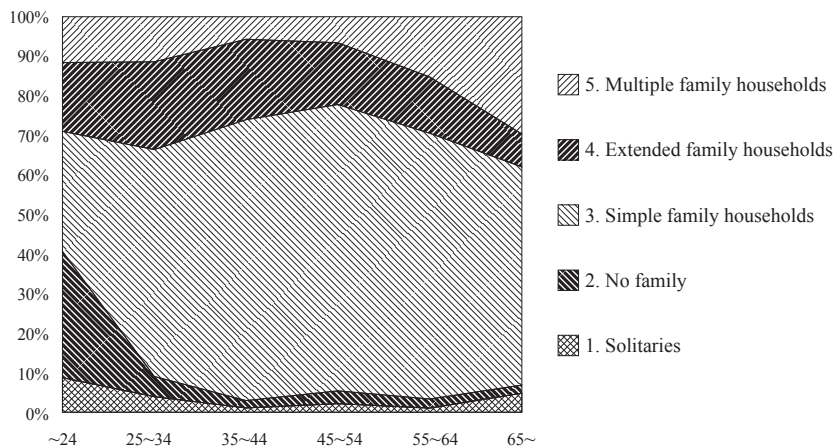 100%
90%
80%
70%
60%
50%
40%
30%
20%
10%
0%
~24 25~34 35~44 45~54 55~64 65~
5. Multiple family households
4. Extended family households
3. Simple family households
2. No family
1. Solitaries